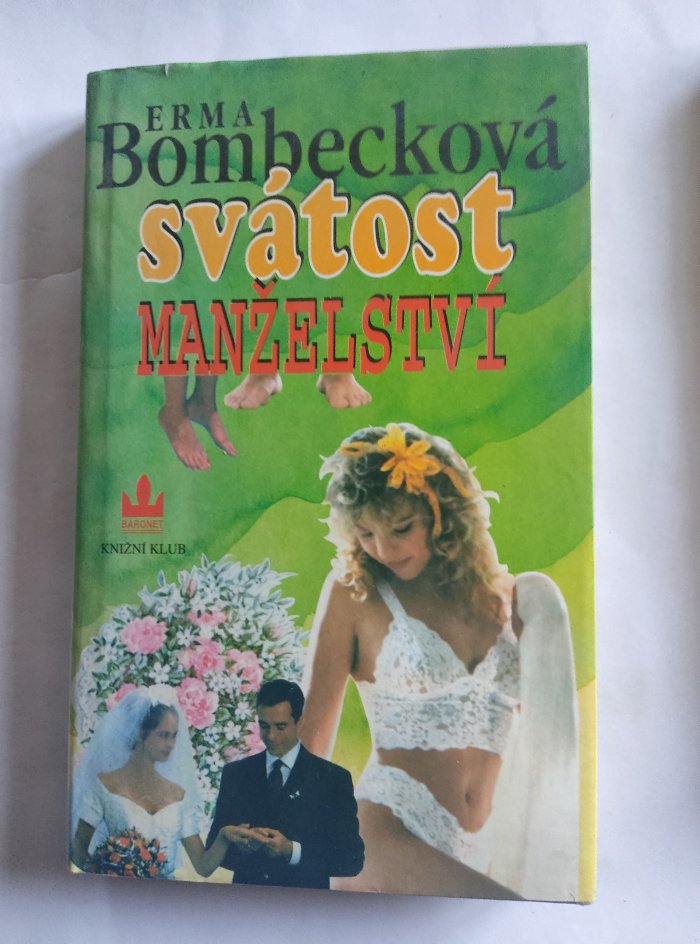 ERMA
Bombecková
svátost
MANŽELSTVÍ
BARONET
KNIŽNÍ KLUB